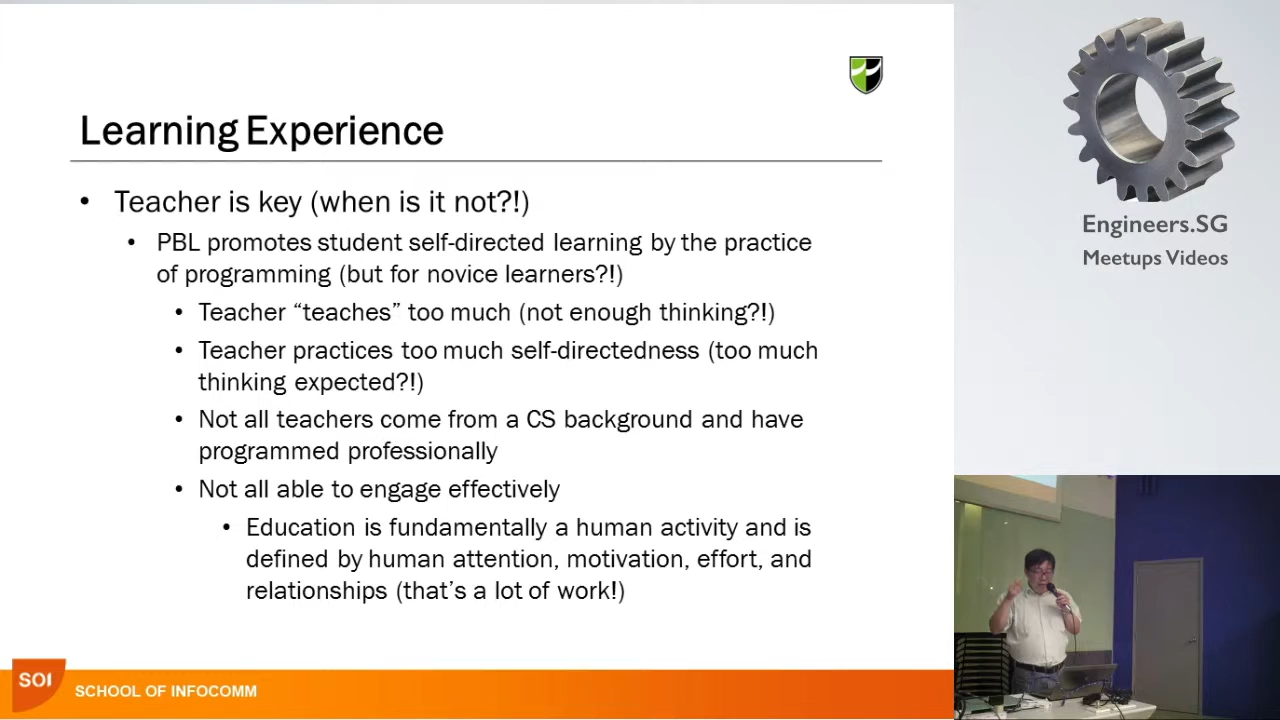 Learning Experience
• Teacher is key (when is it not?!)
• PBL promotes student self-directed learning by the practice
of programming (but for novice learners?!)
• Teacher “teaches” too much (not enough thinking?!)
• Teacher practices too much self-directedness (too much
thinking expected?!)
• Not all teachers come from a CS background and have
programmed professionally
• Not all able to engage effectively
• Education is fundamentally a human activity and is
defined by human attention, motivation, effort, and
relationships (that’s a lot of work!)
SOI
SCHOOL OF INFOCOMM
Engineers.SG
Meetups Videos